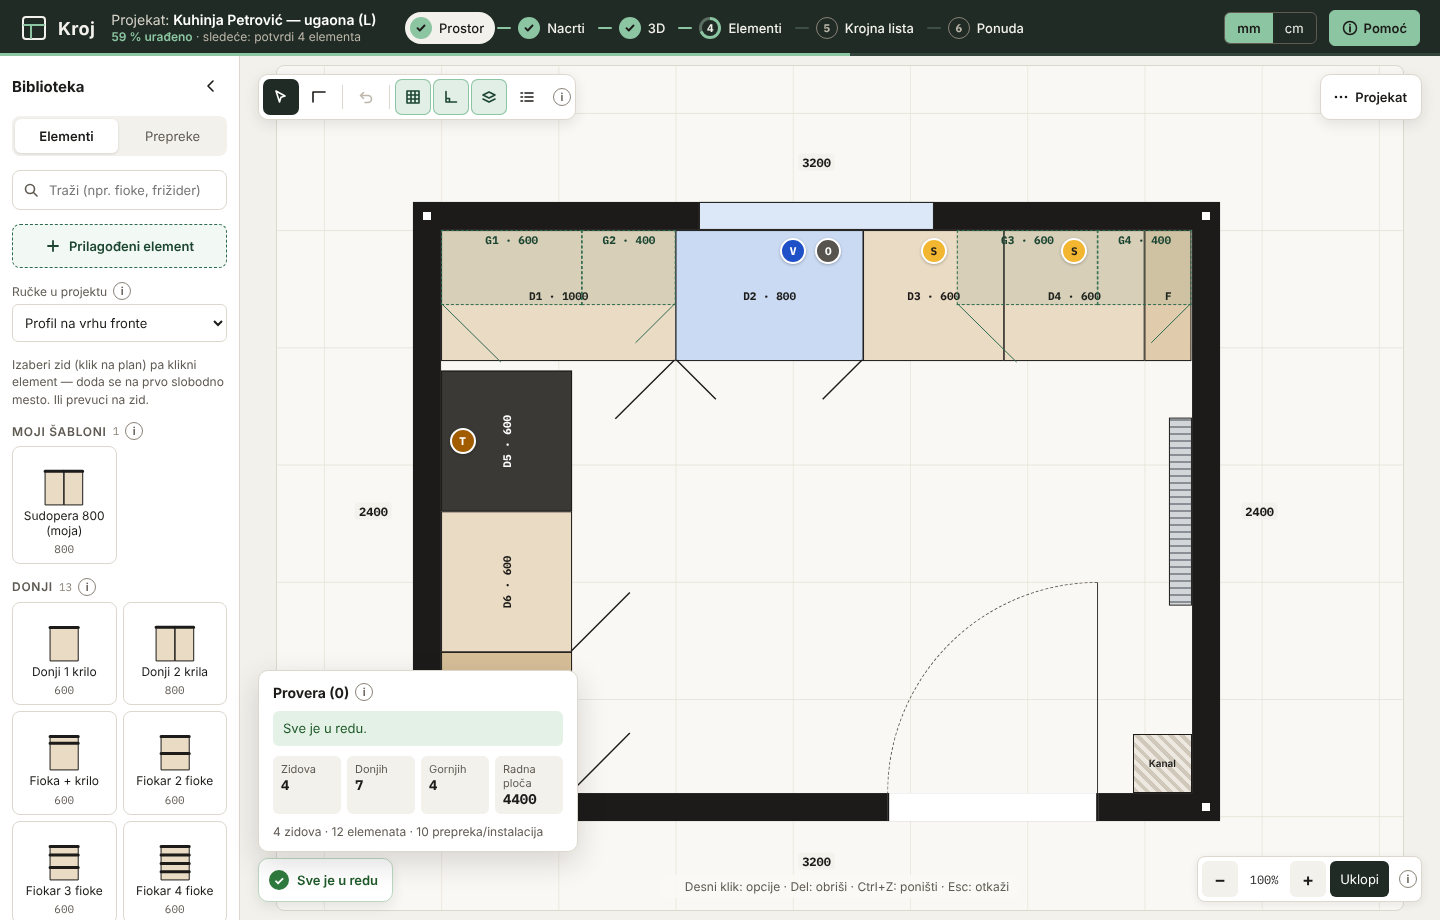 Kroj
Projekat: Kuhinja Petrović — ugaona (L)
59 % urađeno · sledeće: potvrdi 4 elementa
Prostor
Nacrti
3D
4 Elementi
5 Krojna lista
6 Ponuda
mm
cm
Pomoć
Biblioteka
Elementi
Prepreke
Traži (npr. fioke, frižider)
+ Prilagođeni element
Ručke u projektu
Profil na vrhu fronte
Izaberi zid (klik na plan) pa klikni
element — doda se na prvo slobodno
mesto. Ili prevuci na zid.
MOJI ŠABLONI 1
Sudopera 800
(moja)
800
DONJI 13
Donji 1 krilo
600
Donji 2 krila
800
Fioka + krilo
600
Fiokar 2 fioke
600
Fiokar 3 fioke
600
Fiokar 4 fioke
600
··· Projekat
3200
G1 · 600
G2 · 400
V
O
S
G3 · 600
S
G4 · 400
D1 · 1000
D2 · 800
D3 · 600
D4 · 600
F
T
D5 · 600
D6 · 600
2400
2400
Kanal
3200
Provera (0)
Sve je u redu.
Zidova
4
Donjih
7
Gornjih
4
Radna
ploča
4400
4 zidova · 12 elemenata · 10 prepreka/instalacija
Sve je u redu
Desni klik: opcije · Del: obriši · Ctrl+Z: poništi · Esc: otkaži
−
100%
+
Uklopi